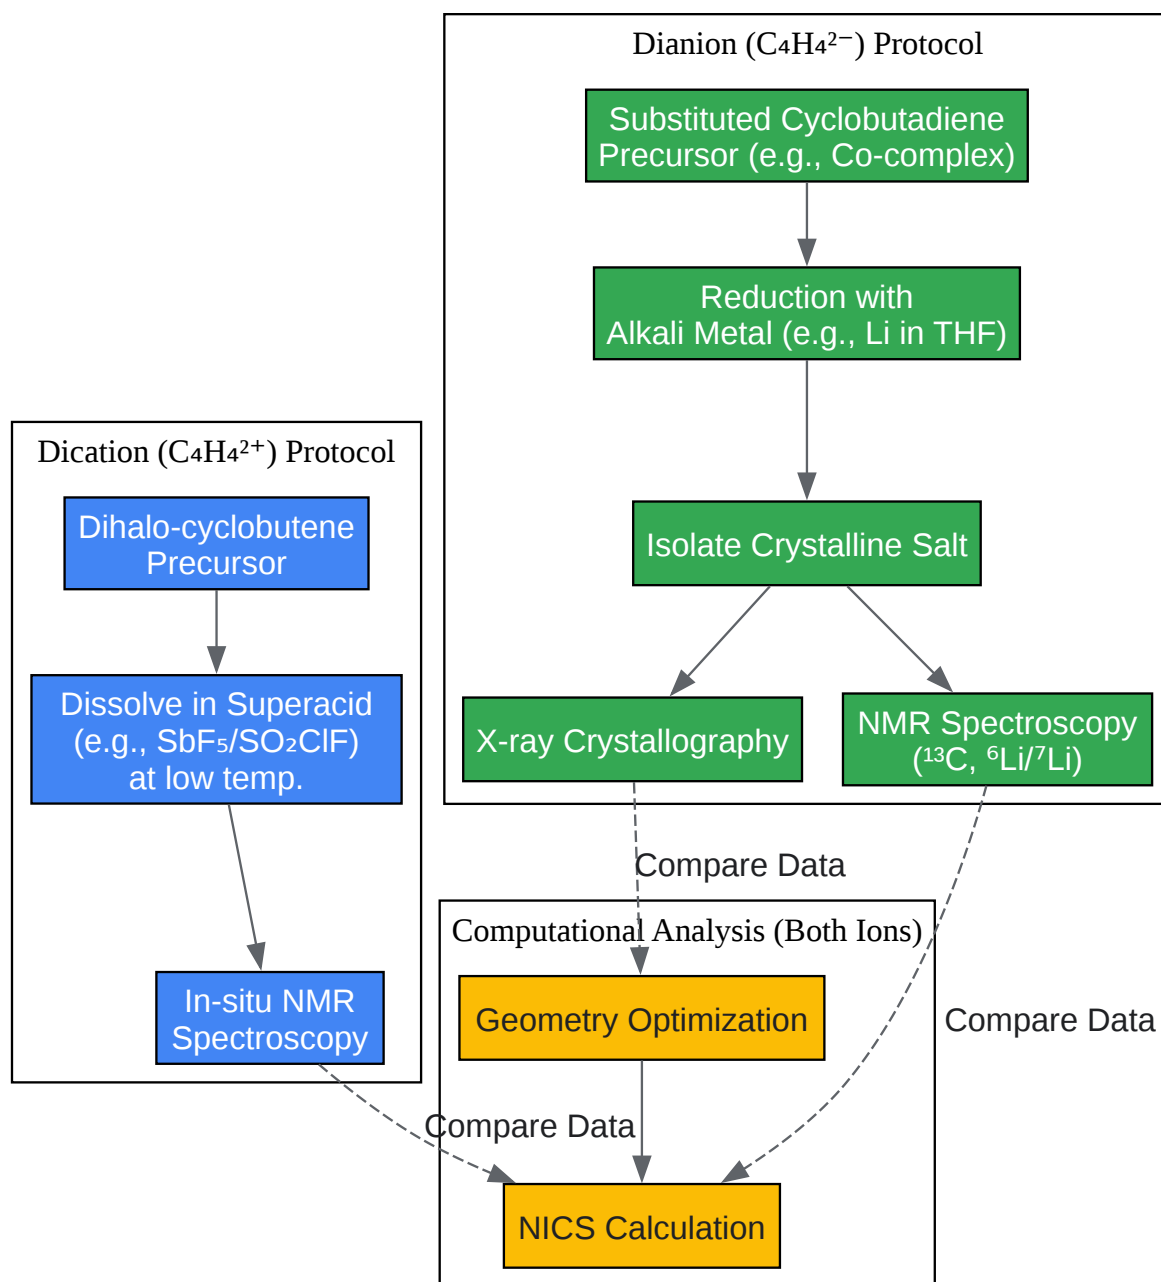 Dianion (C₄H₄²⁻) Protocol
Substituted Cyclobutadiene
Precursor (e.g., Co-complex)
Reduction with
Alkali Metal (e.g., Li in THF)
Isolate Crystalline Salt
X-ray Crystallography
NMR Spectroscopy
(¹³C, ⁶Li/⁷Li)
Dication (C₄H₄²⁺) Protocol
Dihalo-cyclobutene
Precursor
Dissolve in Superacid
(e.g., SbF₅/SO₂ClF)
at low temp.
In-situ NMR
Spectroscopy
Compare Data
Computational Analysis (Both Ions)
Geometry Optimization
Compare Data
Compare Data
NICS Calculation